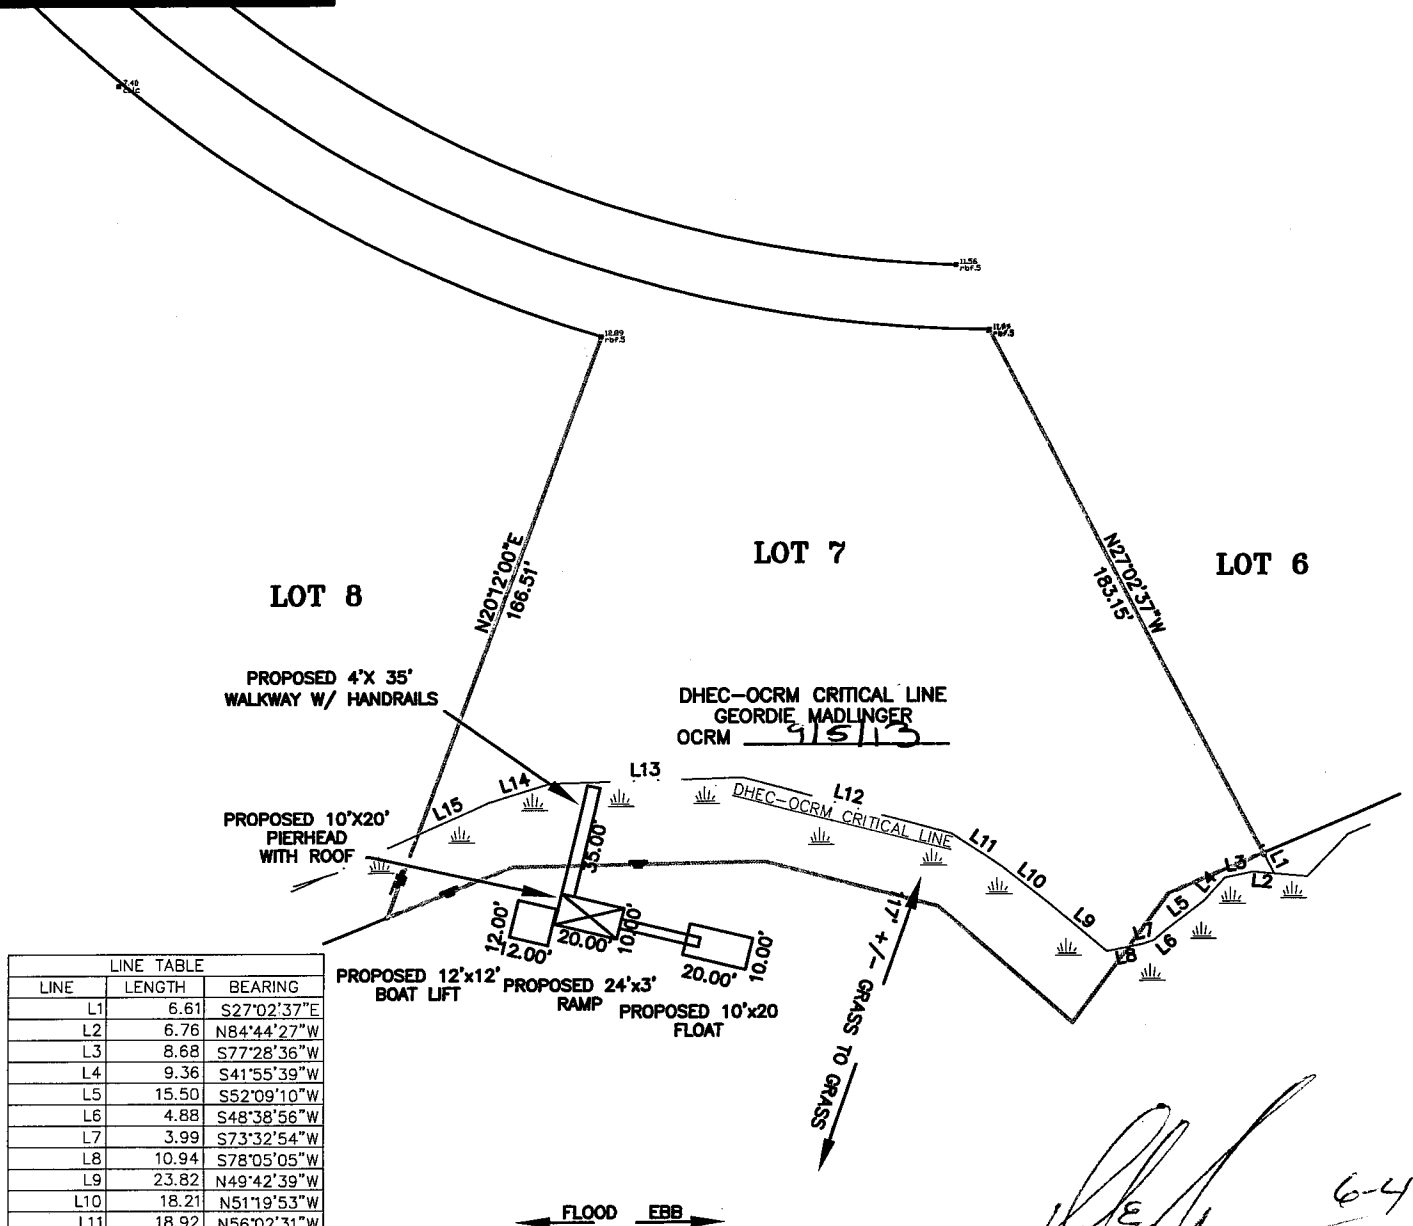 7.40
calc
11.56
rbf.5
12.89
rbf.5
rbf.5
N20°12'00"E
166.51'
LOT 7
N27°02'37"W
183.15'
LOT 6
LOT 8
PROPOSED 4'X 35'
WALKWAY W/ HANDRAILS
DHEC-OCRM CRITICAL LINE
GEORDIE MADLINGER
OCRM 9/5/13
L15
L14
L13
L12
DHEC-OCRM CRITICAL LINE
L11
L10
L9
L8
L7
L6
L5
L4
L3
L2
L1
PROPOSED 10'X20'
PIERHEAD
WITH ROOF
35.00'
12.00'
12.00'
20.00'
10.00'
20.00'
10.00'
PROPOSED 12'x12'
BOAT LIFT
PROPOSED 24'x3'
RAMP
PROPOSED 10'x20
FLOAT
117' +/- GRASS TO GRASS
LINE TABLE
LINE LENGTH BEARING
L1 6.61 S27°02'37"E
L2 6.76 N84°44'27"W
L3 8.68 S77°28'36"W
L4 9.36 S41°55'39"W
L5 15.50 S52°09'10"W
L6 4.88 S48°38'56"W
L7 3.99 S73°32'54"W
L8 10.94 S78°05'05"W
L9 23.82 N49°42'39"W
L10 18.21 N51°19'53"W
L11 18.92 N56°02'31"W
FLOOD EBB
6-4